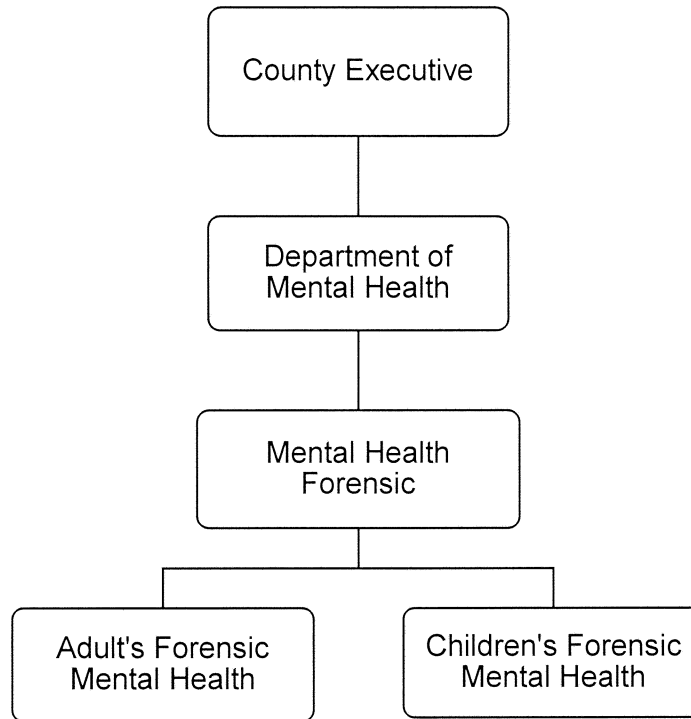 County Executive
Department of
Mental Health
Mental Health
Forensic
Adult's Forensic
Mental Health
Children's Forensic
Mental Health